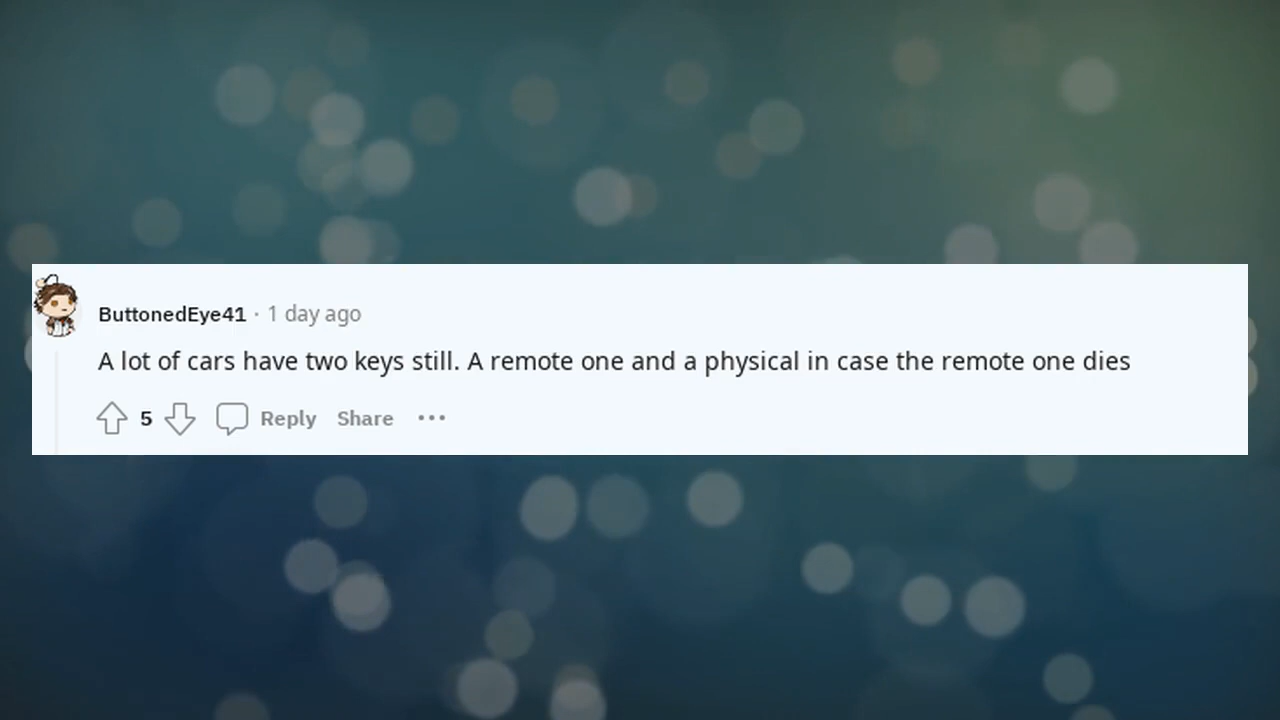 ButtonedEye41 · 1 day ago
A lot of cars have two keys still. A remote one and a physical in case the remote one dies
5 Reply Share ···